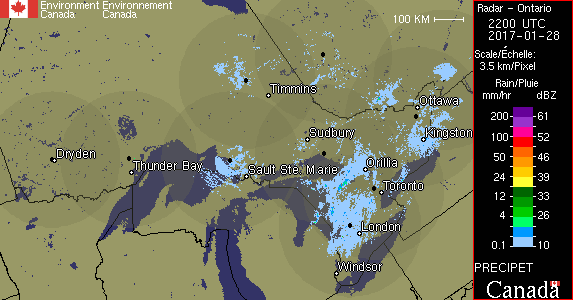 Environment Environnement
Canada Canada
100 KM
Timmins
Ottawa
Sudbury
Kingston
Dryden
Thunder Bay
Sault Ste. Marie
Orillia
Toronto
London
Windsor
Radar - Ontario
2200 UTC
2017-01-28
Scale/Échelle:
3.5 km/Pixel
Rain/Pluie
mm/hr dBZ
200 61
100 52
50 46
24 39
12 33
4 26
1
0.1 10
PRECIPET
Canada